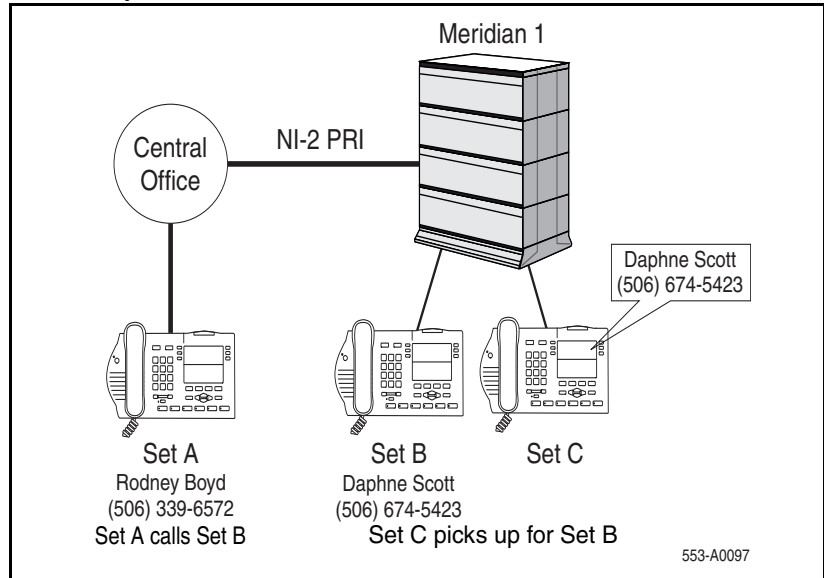 Meridian 1
Central
Office
NI-2 PRI
Daphne Scott
(506) 674-5423
Set A
Rodney Boyd
(506) 339-6572
Set A calls Set B
Set B
Daphne Scott
(506) 674-5423
Set C
Set C picks up for Set B
553-A0097